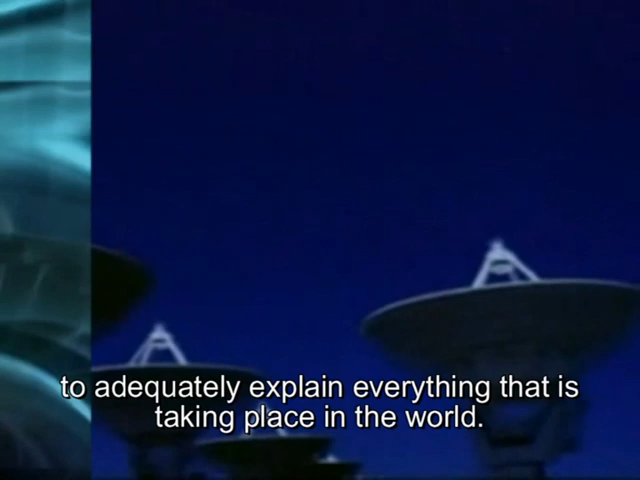 to adequately explain everything that is
taking place in the world.